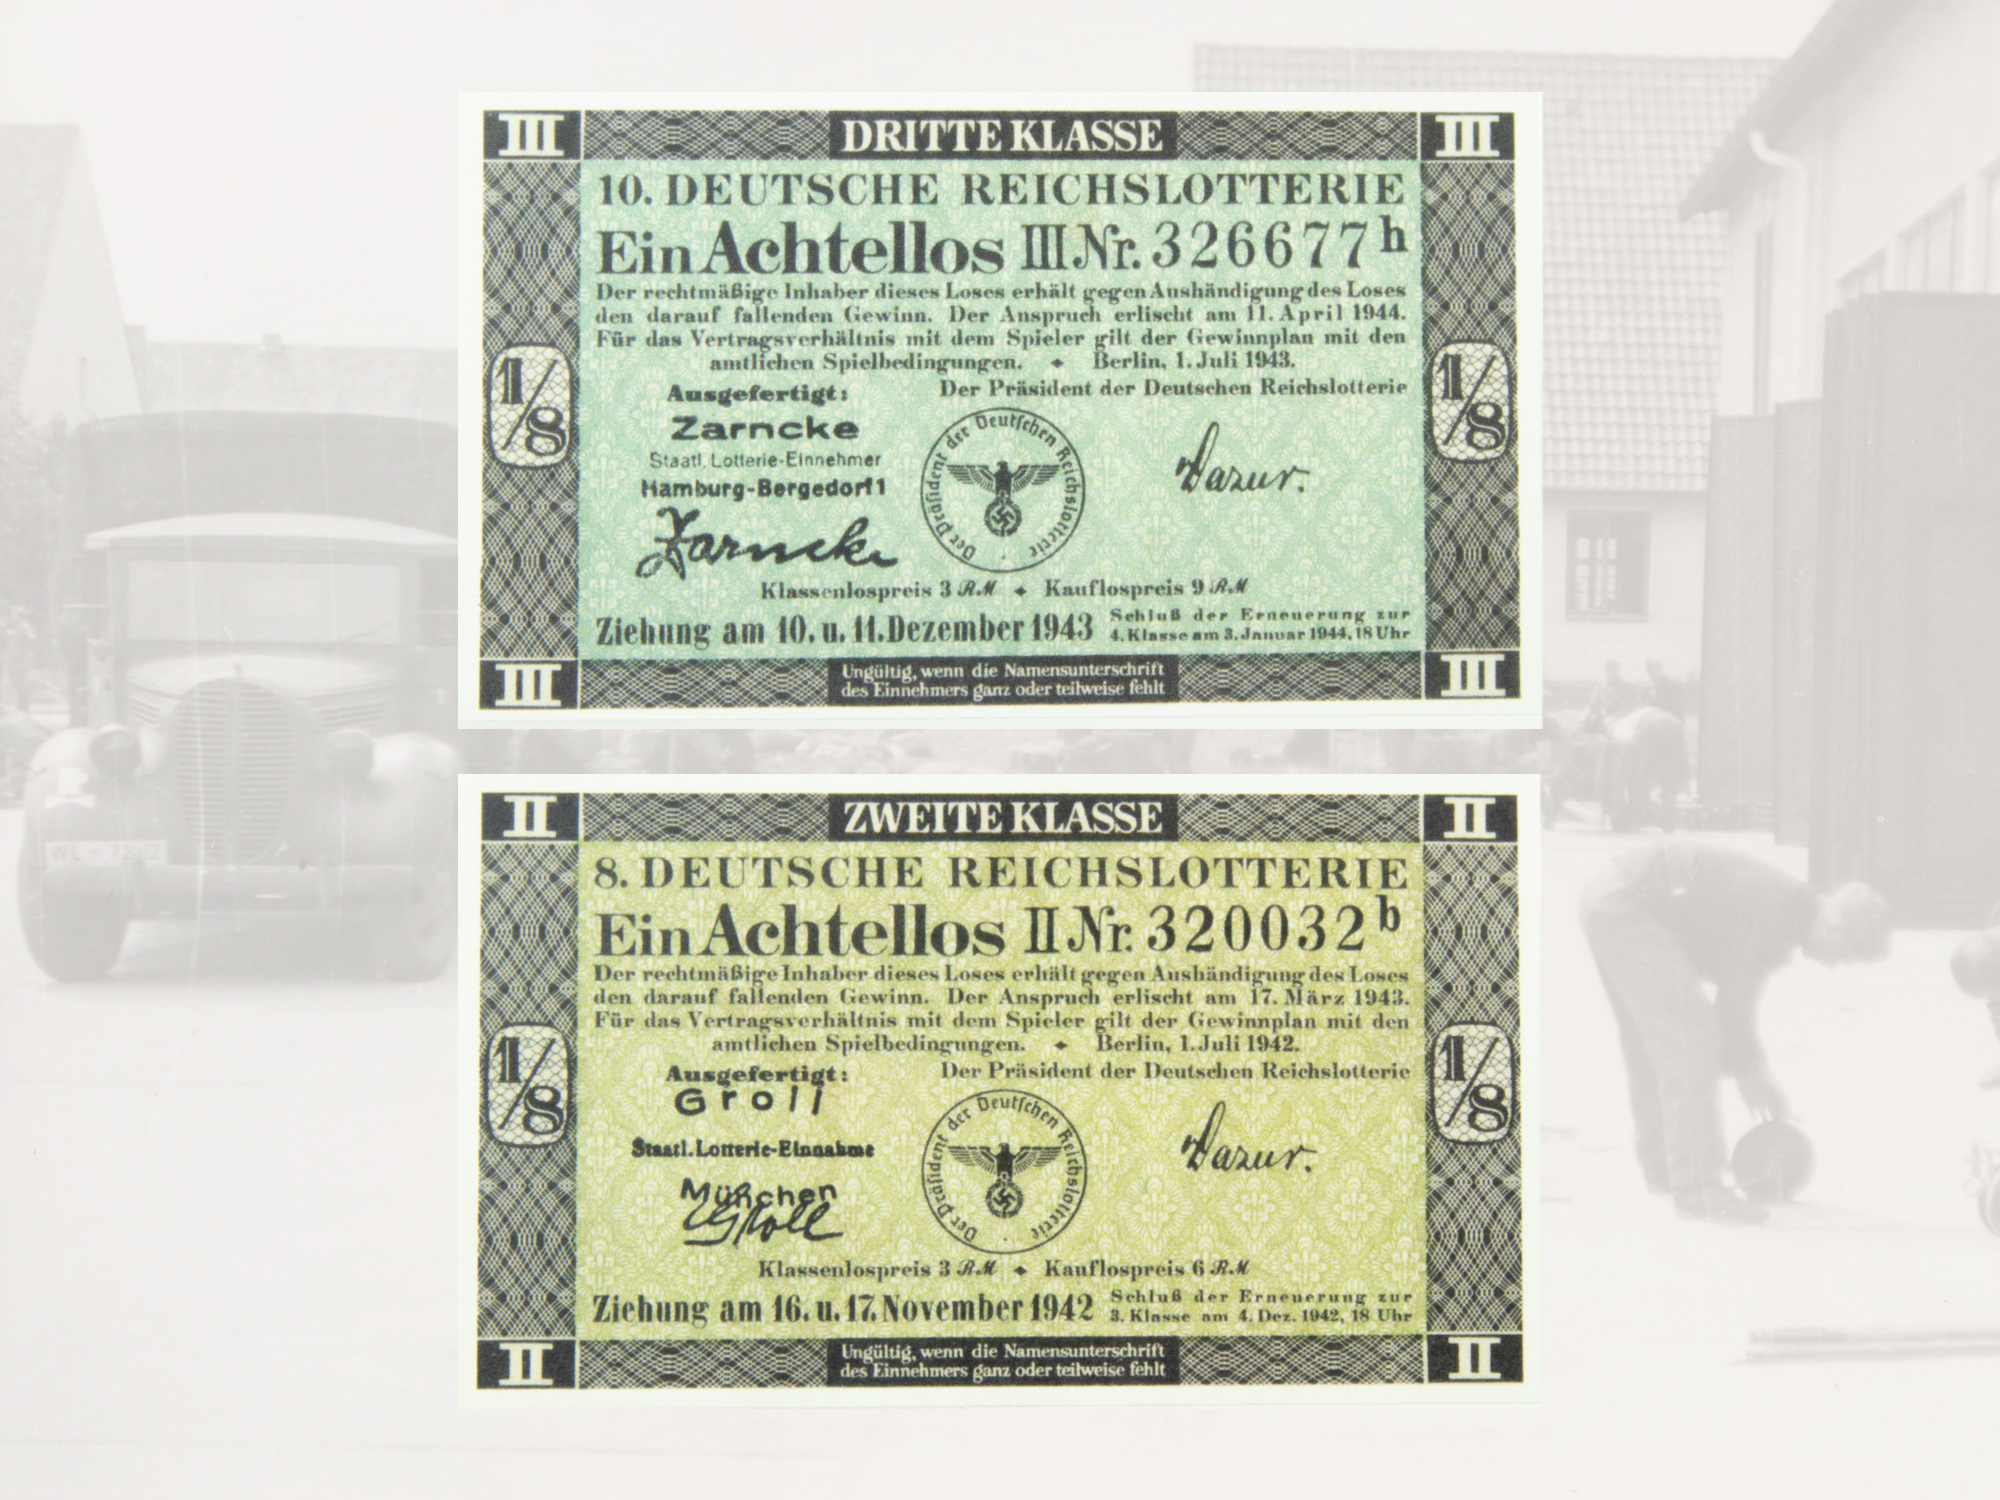 III DRITTE KLASSE III
10. DEUTSCHE REICHSLOTTERIE
Ein Achtellos III Nr. 326677 h
Der rechtmäßige Inhaber dieses Loses erhält gegen Aushändigung des Loses
den darauf fallenden Gewinn. Der Anspruch erlischt am 11. April 1944.
Für das Vertragsverhältnis mit dem Spieler gilt der Gewinnplan mit den
amtlichen Spielbedingungen. Berlin, 1. Juli 1943.
1/8
1/8
Ausgefertigt:
Zarncke
Staatl. Lotterie-Einnehmer
Hamburg-Bergedorf 1
Zarncke
Der Präsident der Deutschen Reichslotterie
Der Präsident der Deutschen Reichslotterie
Dazur.
Klassenlospreis 3 RM Kauflospreis 9 RM
Ziehung am 10. u. 11. Dezember 1943
Schluß der Erneuerung zur
4. Klasse am 3. Januar 1944, 18 Uhr
III III
Ungültig, wenn die Namensunterschrift
des Einnehmers ganz oder teilweise fehlt
II ZWEITE KLASSE II
8. DEUTSCHE REICHSLOTTERIE
Ein Achtellos II Nr. 320032 b
Der rechtmäßige Inhaber dieses Loses erhält gegen Aushändigung des Loses
den darauf fallenden Gewinn. Der Anspruch erlischt am 17. März 1943.
Für das Vertragsverhältnis mit dem Spieler gilt der Gewinnplan mit den
amtlichen Spielbedingungen. Berlin, 1. Juli 1942.
1/8
1/8
Ausgefertigt:
Groll
Staatl. Lotterie-Einnahme
München
Groll
Der Präsident der Deutschen Reichslotterie
Der Präsident der Deutschen Reichslotterie
Dazur.
Klassenlospreis 3 RM Kauflospreis 6 RM
Ziehung am 16. u. 17. November 1942
Schluß der Erneuerung zur
3. Klasse am 4. Dez. 1942, 18 Uhr
II II
Ungültig, wenn die Namensunterschrift
des Einnehmers ganz oder teilweise fehlt